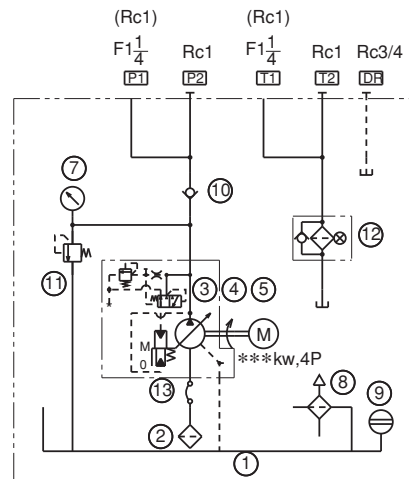 (Rc1) (Rc1)
F1 1/4 Rc1 F1 1/4 Rc1 Rc3/4
P1 P2 T1 T2 DR
7
10
12
11
3 4 5
*
M
0
M
***kw,4P
13
8
9
2
1